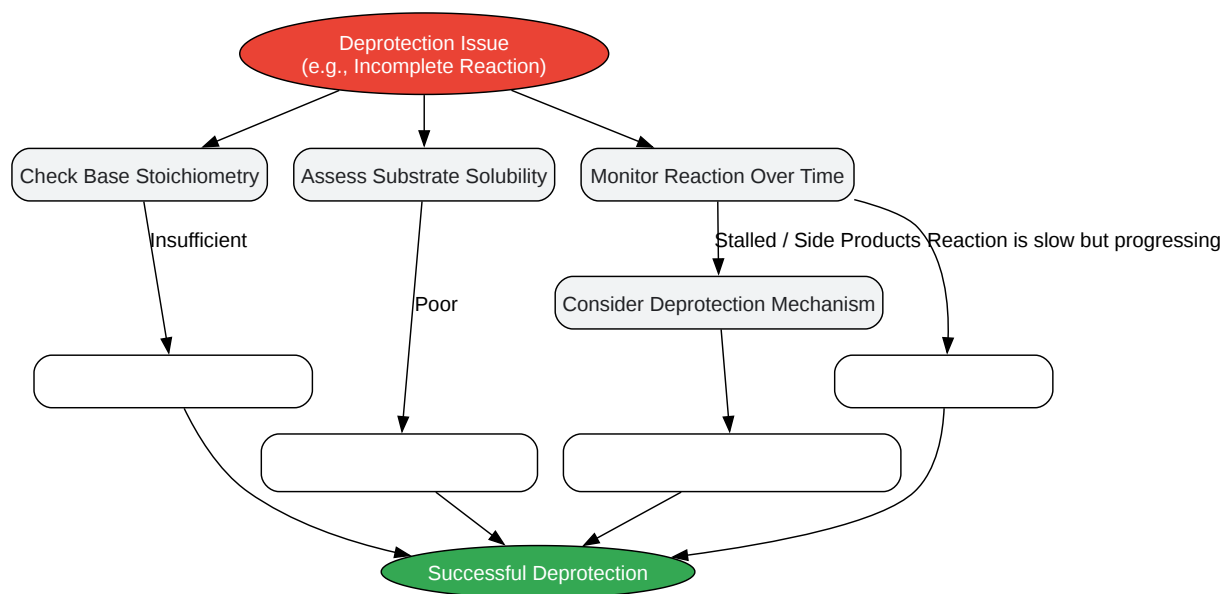 Deprotection Issue
(e.g., Incomplete Reaction)
Check Base Stoichiometry
Assess Substrate Solubility
Monitor Reaction Over Time
Insufficient
Stalled / Side Products
Reaction is slow but progressing
Poor
Consider Deprotection Mechanism
Successful Deprotection